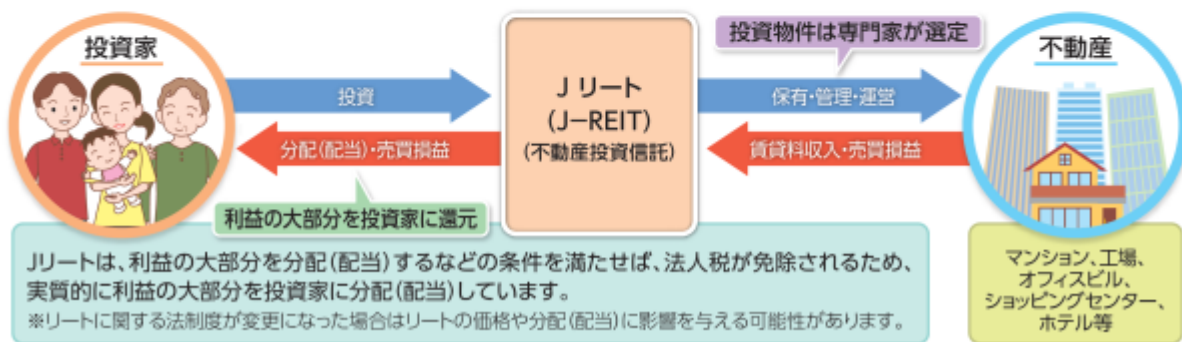 投資家
投資
分配(配当)・売買損益
利益の大部分を投資家に還元
Jリート
(J-REIT)
(不動産投資信託)
投資物件は専門家が選定
保有・管理・運営
賃貸料収入・売買損益
不動産
マンション、工場、
オフィスビル、
ショッピングセンター、
ホテル等
Jリートは、利益の大部分を分配(配当)するなどの条件を満たせば、法人税が免除されるため、
実質的に利益の大部分を投資家に分配(配当)しています。
※リートに関する法制度が変更になった場合はリートの価格や分配(配当)に影響を与える可能性があります。